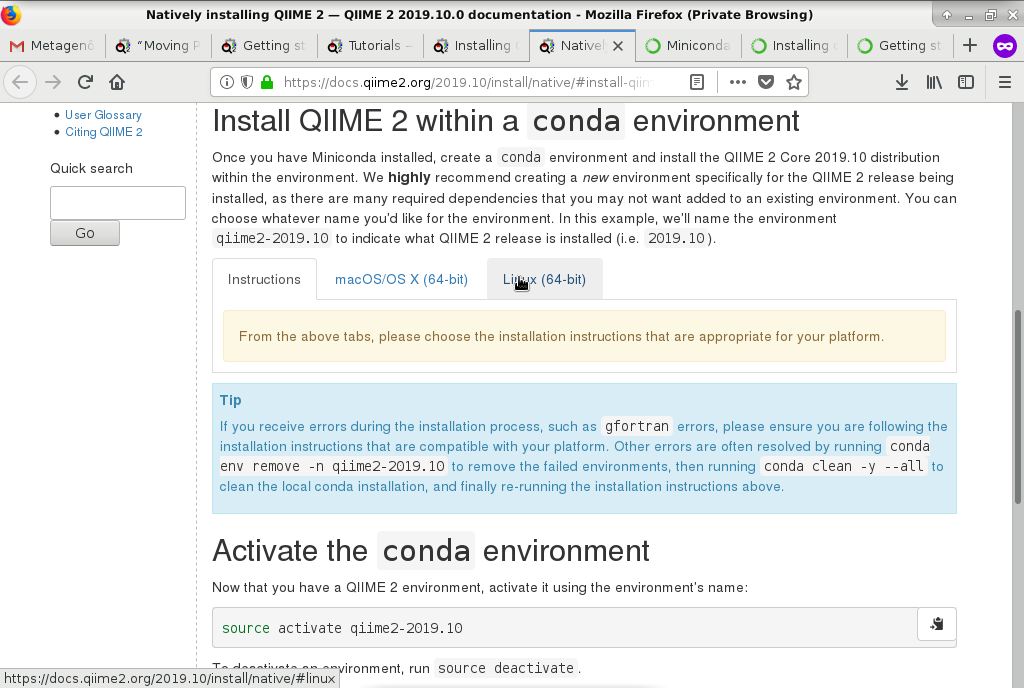 Natively installing QIIME 2 — QIIME 2 2019.10.0 documentation - Mozilla Firefox (Private Browsing)
Metagenó
“Moving P
Getting st
Tutorials –
Installing
Native
Miniconda
Installing
Getting st
https://docs.qiime2.org/2019.10/install/native/#install-qiim
User Glossary
Citing QIIME 2
Quick search
Go
Install QIIME 2 within a conda environment
Once you have Miniconda installed, create a conda environment and install the QIIME 2 Core 2019.10 distribution
within the environment. We highly recommend creating a new environment specifically for the QIIME 2 release being
installed, as there are many required dependencies that you may not want added to an existing environment. You can
choose whatever name you’d like for the environment. In this example, we’ll name the environment
qiime2-2019.10 to indicate what QIIME 2 release is installed (i.e. 2019.10).
Instructions
macOS/OS X (64-bit)
Linux (64-bit)
From the above tabs, please choose the installation instructions that are appropriate for your platform.
Tip
If you receive errors during the installation process, such as gfortran errors, please ensure you are following the
installation instructions that are compatible with your platform. Other errors are often resolved by running conda
env remove -n qiime2-2019.10 to remove the failed environments, then running conda clean -y --all to
clean the local conda installation, and finally re-running the installation instructions above.
Activate the conda environment
Now that you have a QIIME 2 environment, activate it using the environment’s name:
source activate qiime2-2019.10
To deactivate an environment, run source deactivate.
https://docs.qiime2.org/2019.10/install/native/#linux